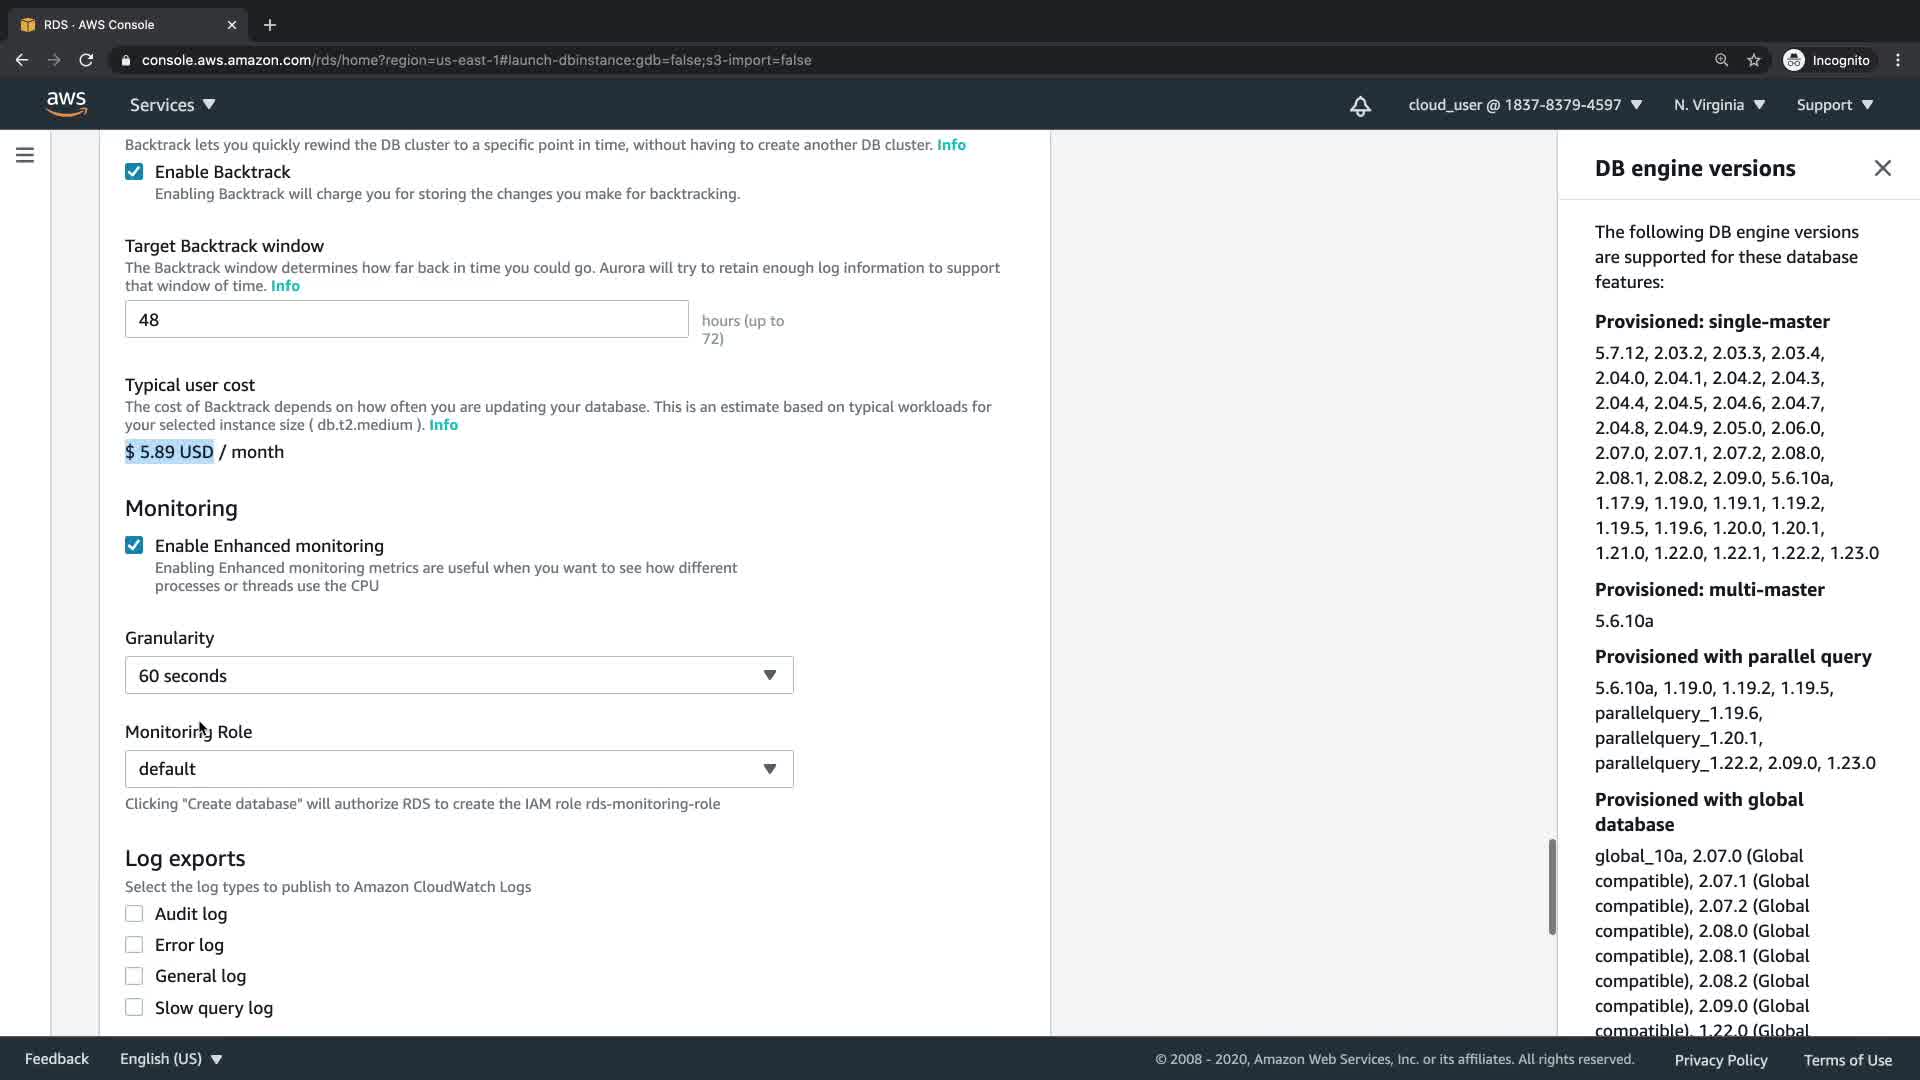 RDS · AWS Console
console.aws.amazon.com/rds/home?region=us-east-1#launch-dbinstance:gdb=false;s3-import=false
Incognito
aws
Services
cloud_user @ 1837-8379-4597
N. Virginia
Support
Backtrack lets you quickly rewind the DB cluster to a specific point in time, without having to create another DB cluster. Info
Enable Backtrack
Enabling Backtrack will charge you for storing the changes you make for backtracking.
Target Backtrack window
The Backtrack window determines how far back in time you could go. Aurora will try to retain enough log information to support
that window of time. Info
48
hours (up to
72)
Typical user cost
The cost of Backtrack depends on how often you are updating your database. This is an estimate based on typical workloads for
your selected instance size ( db.t2.medium ). Info
$ 5.89 USD / month
Monitoring
Enable Enhanced monitoring
Enabling Enhanced monitoring metrics are useful when you want to see how different
processes or threads use the CPU
Granularity
60 seconds
Monitoring Role
default
Clicking "Create database" will authorize RDS to create the IAM role rds-monitoring-role
Log exports
Select the log types to publish to Amazon CloudWatch Logs
Audit log
Error log
General log
Slow query log
DB engine versions
The following DB engine versions
are supported for these database
features:
Provisioned: single-master
5.7.12, 2.03.2, 2.03.3, 2.03.4,
2.04.0, 2.04.1, 2.04.2, 2.04.3,
2.04.4, 2.04.5, 2.04.6, 2.04.7,
2.04.8, 2.04.9, 2.05.0, 2.06.0,
2.07.0, 2.07.1, 2.07.2, 2.08.0,
2.08.1, 2.08.2, 2.09.0, 5.6.10a,
1.17.9, 1.19.0, 1.19.1, 1.19.2,
1.19.5, 1.19.6, 1.20.0, 1.20.1,
1.21.0, 1.22.0, 1.22.1, 1.22.2, 1.23.0
Provisioned: multi-master
5.6.10a
Provisioned with parallel query
5.6.10a, 1.19.0, 1.19.2, 1.19.5,
parallelquery_1.19.6,
parallelquery_1.20.1,
parallelquery_1.22.2, 2.09.0, 1.23.0
Provisioned with global
database
global_10a, 2.07.0 (Global
compatible), 2.07.1 (Global
compatible), 2.07.2 (Global
compatible), 2.08.0 (Global
compatible), 2.08.1 (Global
compatible), 2.08.2 (Global
compatible), 2.09.0 (Global
compatible), 1.22.0 (Global
Feedback
English (US)
© 2008 - 2020, Amazon Web Services, Inc. or its affiliates. All rights reserved.
Privacy Policy
Terms of Use